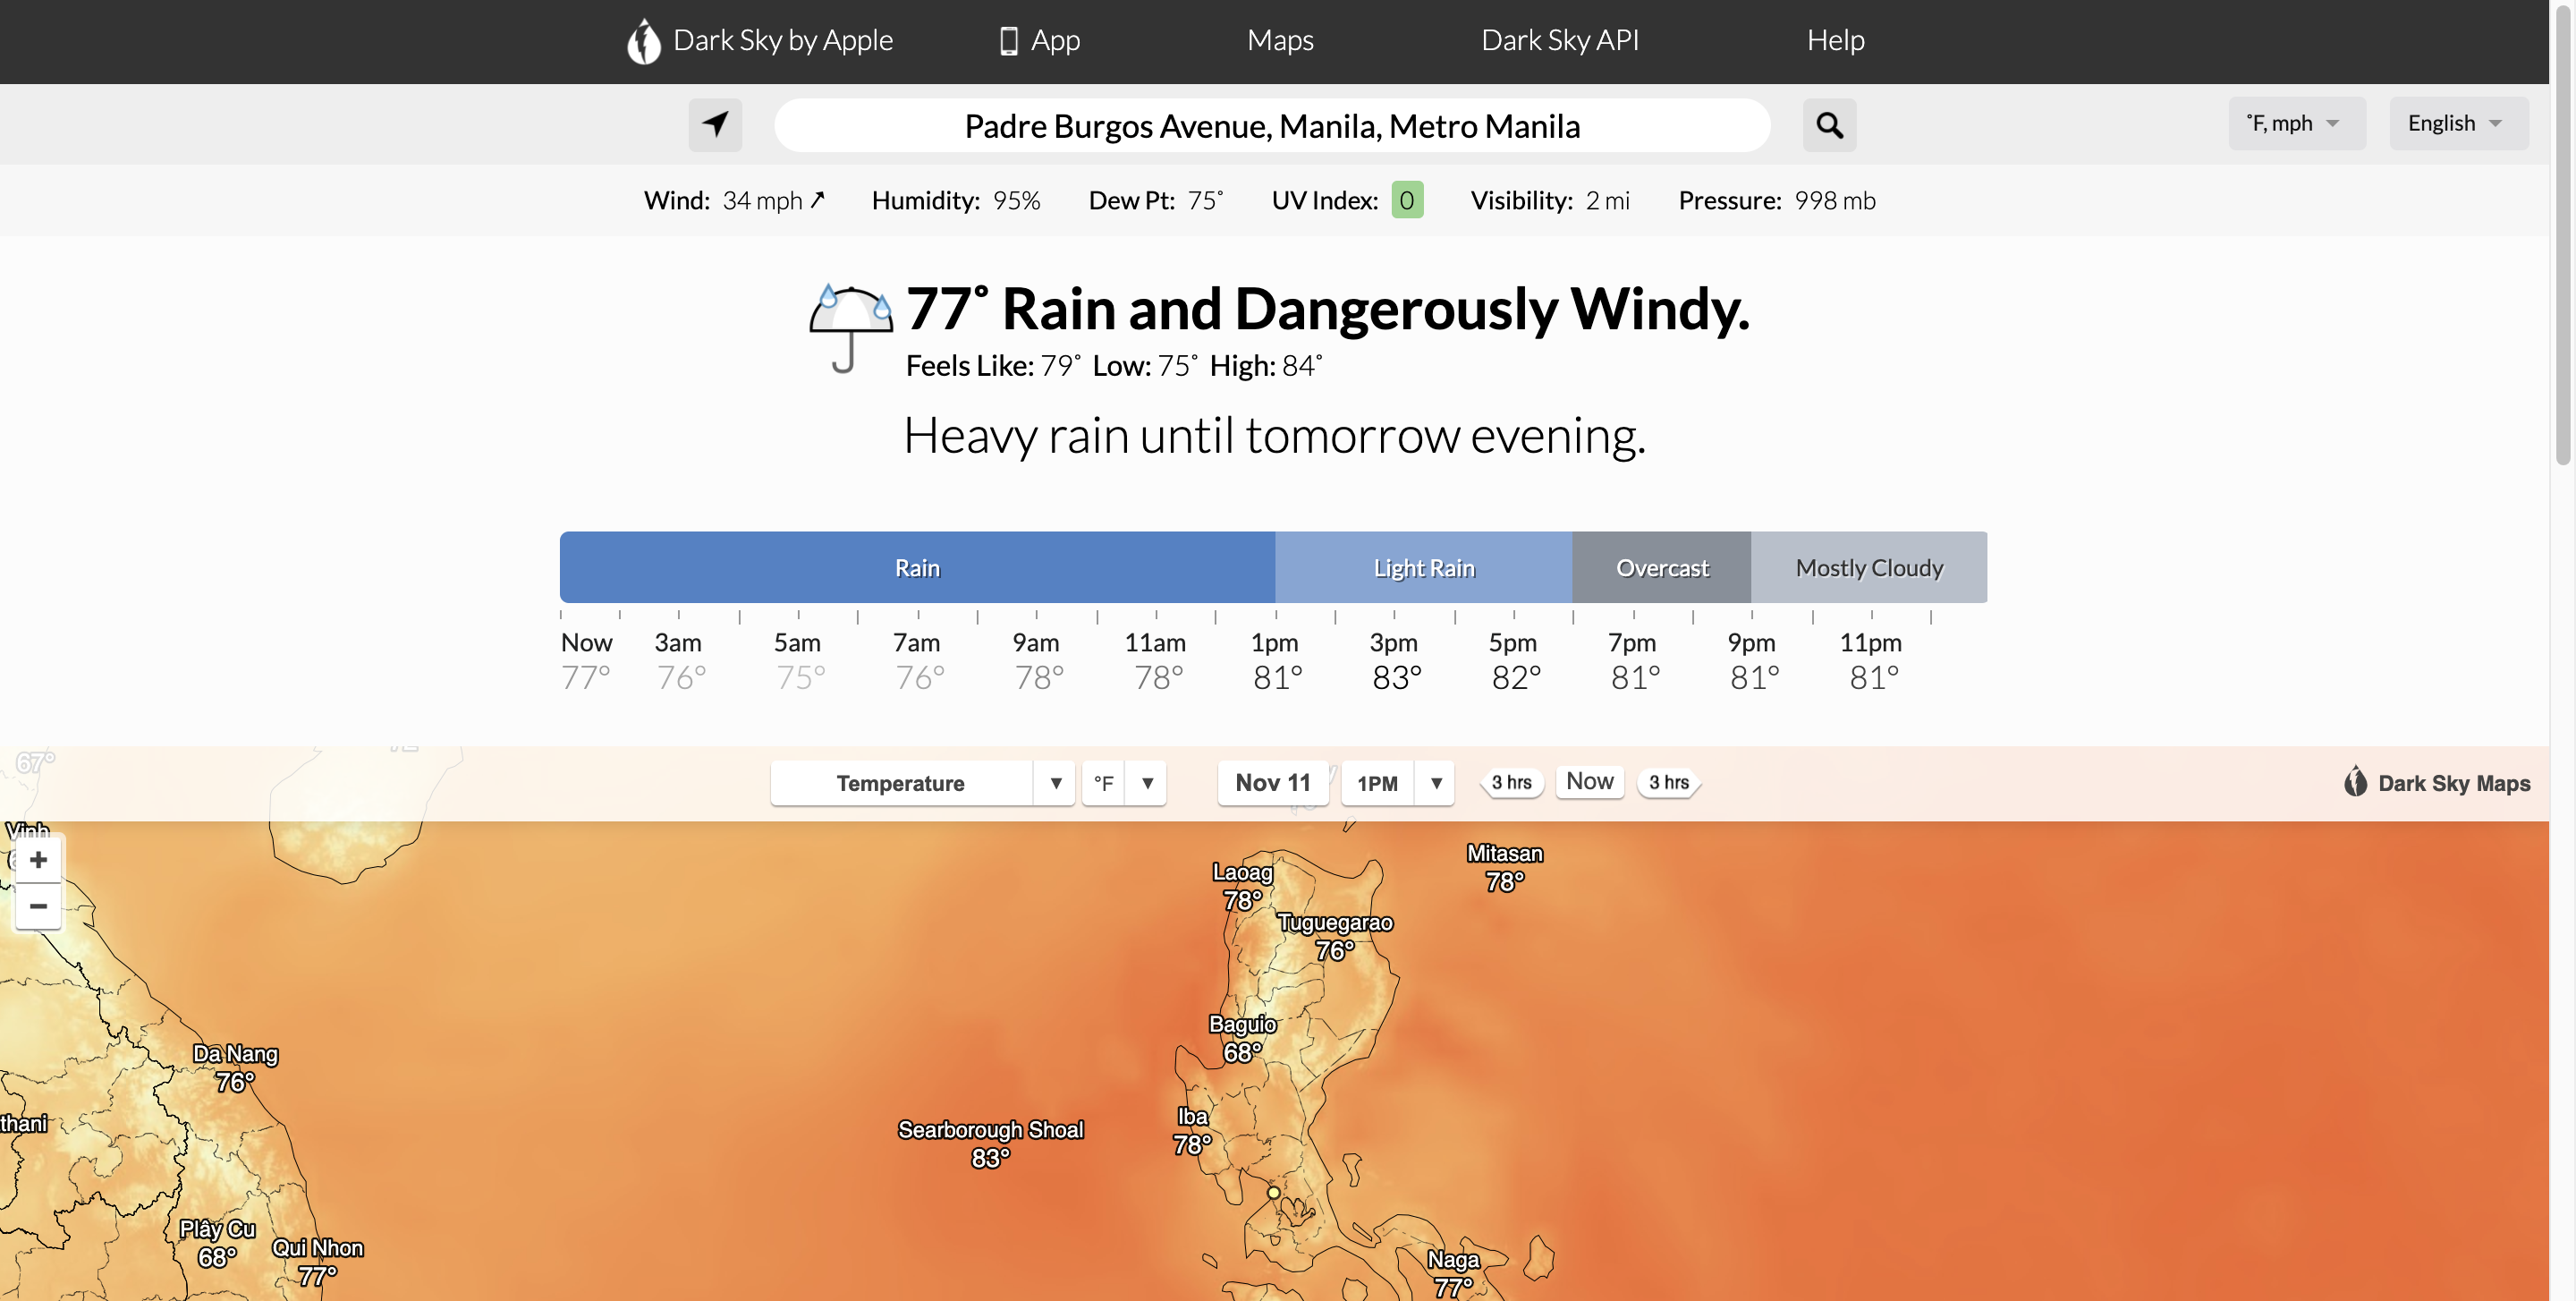 Dark Sky by Apple
App
Maps
Dark Sky API
Help
Padre Burgos Avenue, Manila, Metro Manila
˚F, mph
English
Wind: 34 mph
Humidity: 95%
Dew Pt: 75˚
UV Index: 0
Visibility: 2 mi
Pressure: 998 mb
77˚ Rain and Dangerously Windy.
Feels Like: 79˚ Low: 75˚ High: 84˚
Heavy rain until tomorrow evening.
Rain
Light Rain
Overcast
Mostly Cloudy
Now 3am 5am 7am 9am 11am 1pm 3pm 5pm 7pm 9pm 11pm
77° 76° 75° 76° 78° 78° 81° 83° 82° 81° 81° 81°
67°
Temperature
°F
Nov 11
1PM
3 hrs
Now
3 hrs
Dark Sky Maps
Vinh
+
−
Mitasan
78°
Laoag
78°
Tuguegarao
76°
Baguio
68°
Da Nang
76°
thani
Iba
78°
Searborough Shoal
83°
Plây Cu
68°
Qui Nhon
77°
Naga
77°